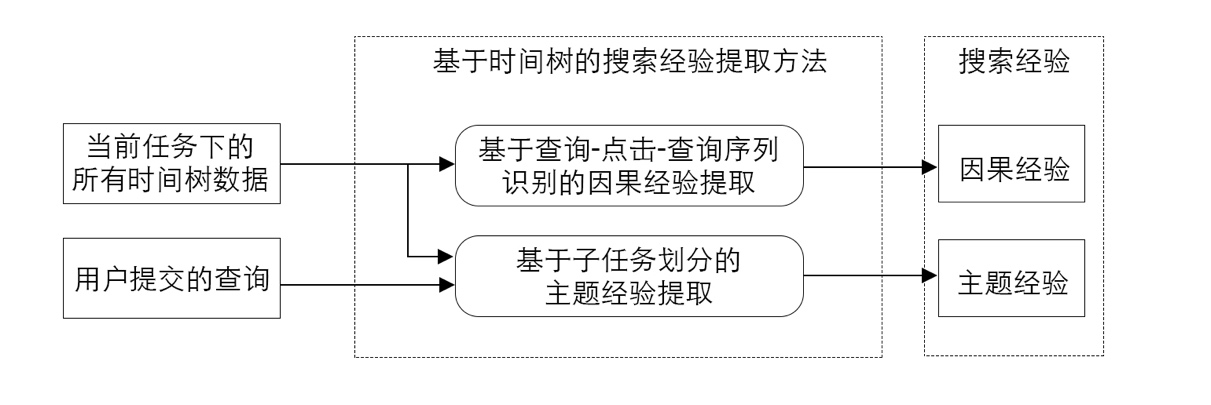 基于时间树的搜索经验提取方法
搜索经验
当前任务下的
所有时间树数据
基于查询-点击-查询序列
识别的因果经验提取
因果经验
用户提交的查询
基于子任务划分的
主题经验提取
主题经验